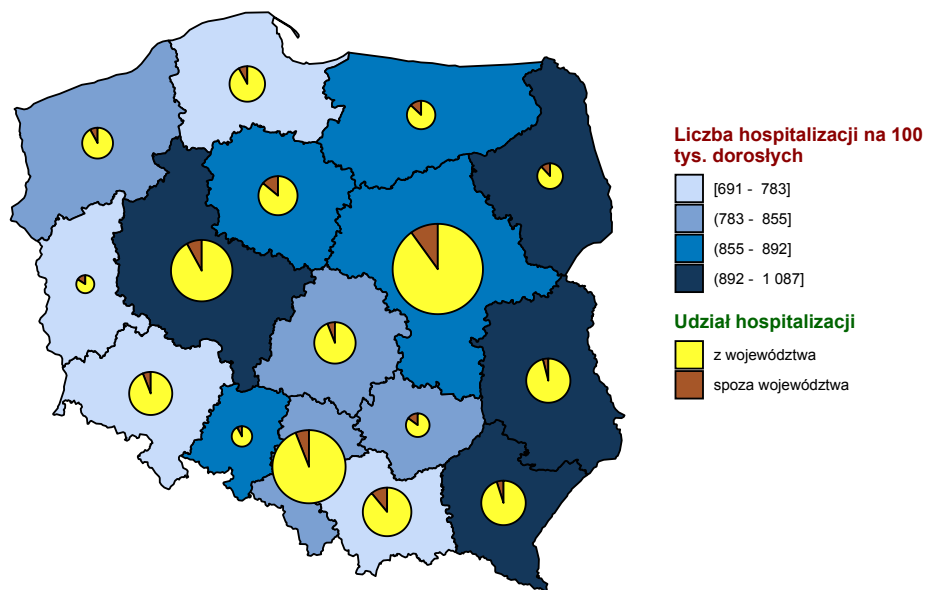 Liczba hospitalizacji na 100
tys. dorosłych
[691 - 783]
(783 - 855]
(855 - 892]
(892 - 1 087]
Udział hospitalizacji
z województwa
spoza województwa